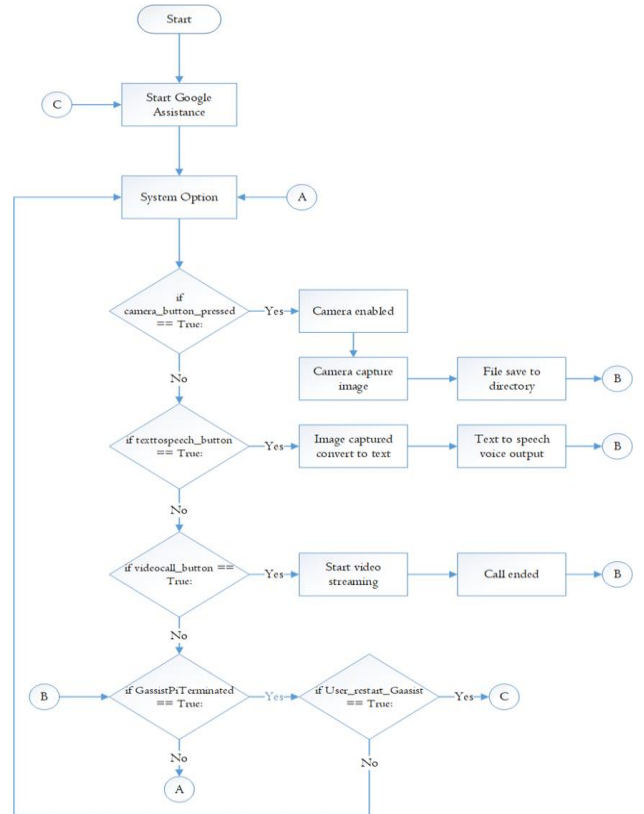 Start
C
Start Google
Assistance
System Option
A
if
camera_button_pressed
== True:
Yes
Camera enabled
No
Camera capture
image
File save to
directory
B
if texttospeech_button
== True:
Yes
Image captured
convert to text
Text to speech
voice output
B
No
if videocall_button ==
True:
Yes
Start video
streaming
Call ended
B
No
B
if GassistPiTerminated
== True:
Yes
if User_restart_Gaasist
== True:
Yes
C
No
A
No